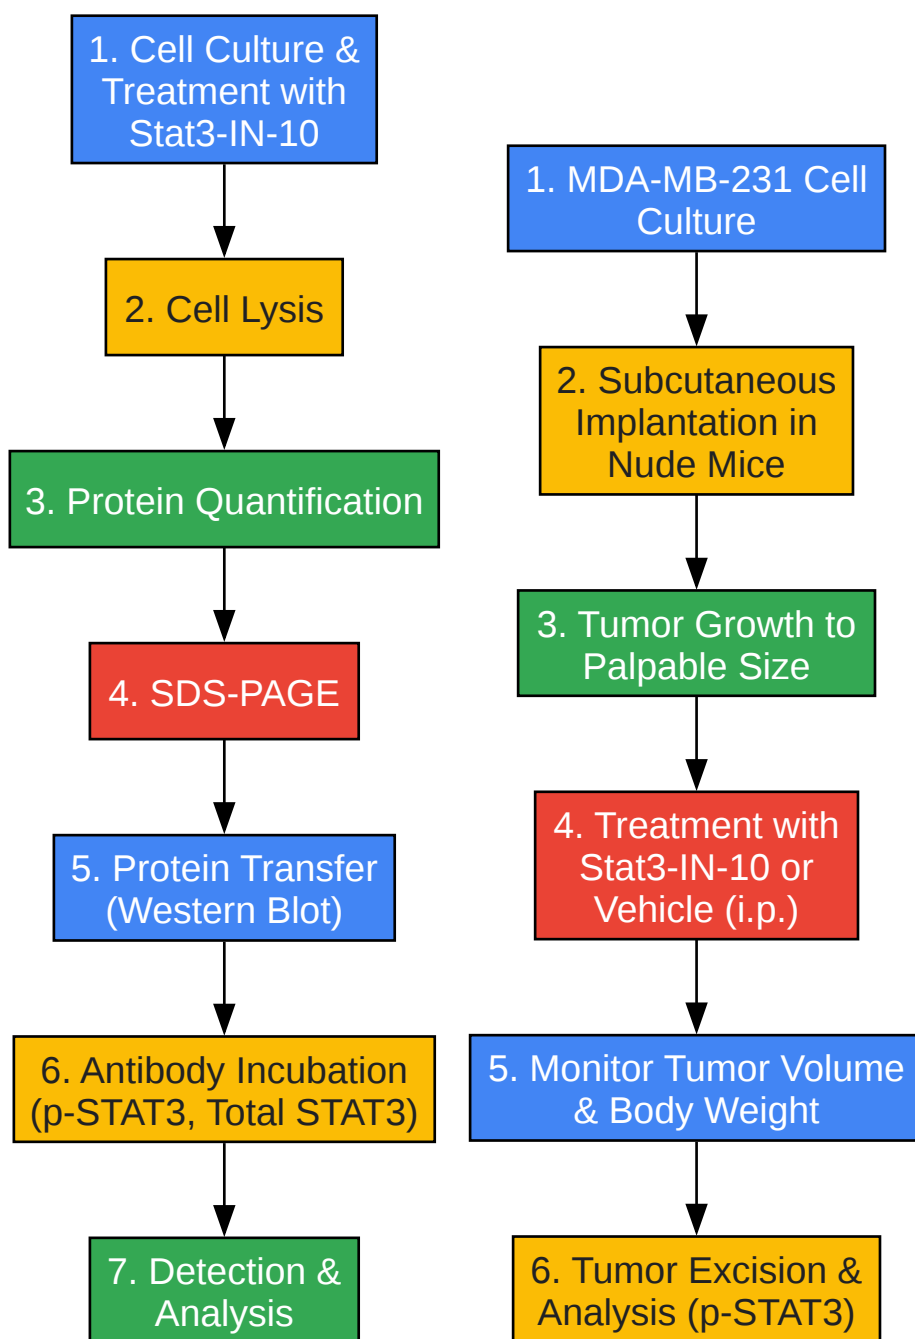 1. Cell Culture &
Treatment with
Stat3-IN-10
2. Cell Lysis
3. Protein Quantification
4. SDS-PAGE
5. Protein Transfer
(Western Blot)
6. Antibody Incubation
(p-STAT3, Total STAT3)
7. Detection &
Analysis
1. MDA-MB-231 Cell
Culture
2. Subcutaneous
Implantation in
Nude Mice
3. Tumor Growth to
Palpable Size
4. Treatment with
Stat3-IN-10 or
Vehicle (i.p.)
5. Monitor Tumor Volume
& Body Weight
6. Tumor Excision &
Analysis (p-STAT3)